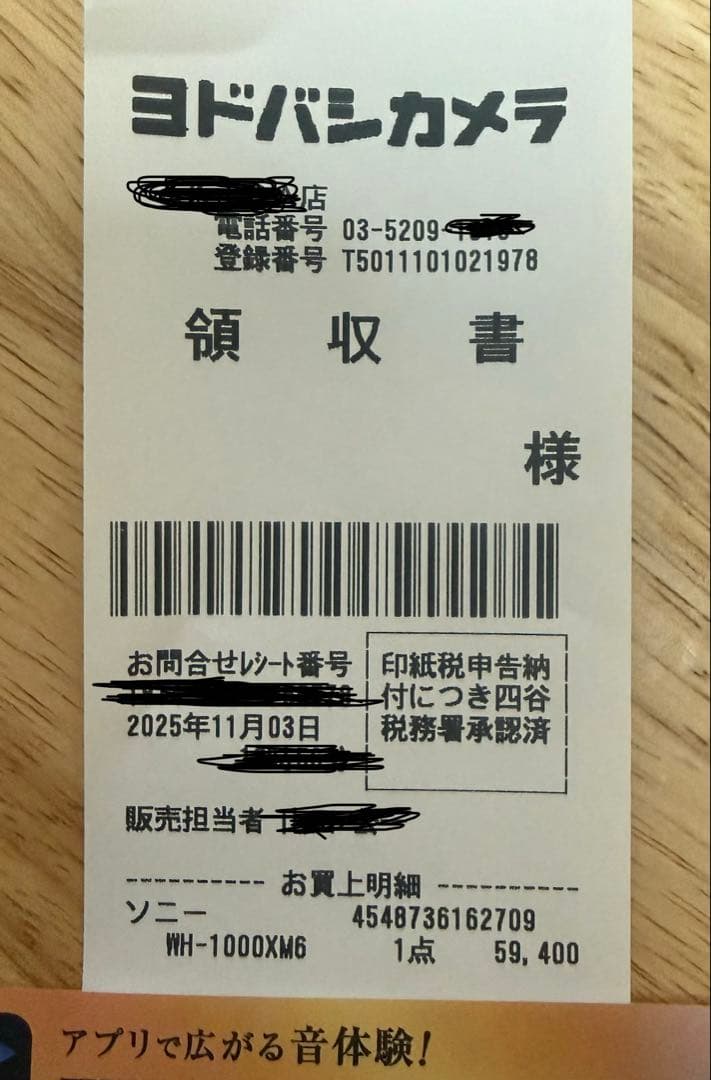 ヨドバシカメラ
店
電話番号 03-5209-
登録番号 T5011101021978
領 収 書
様
お問合せレシート番号
2025年11月03日
印紙税申告納
付につき四谷
税務署承認済
販売担当者
---------- お買上明細 ----------
ソニー 4548736162709
WH-1000XM6 1点 59,400
アプリで広がる音体験!